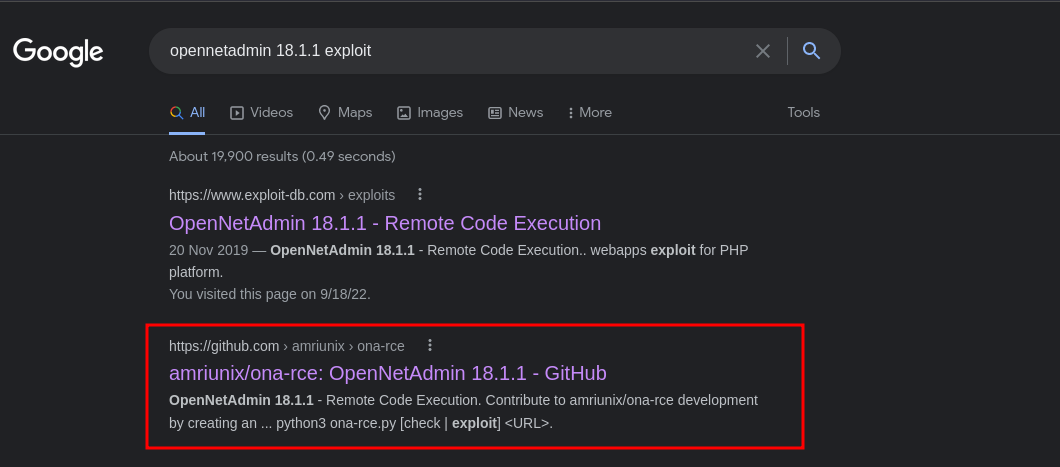 Google
opennetadmin 18.1.1 exploit
All Videos Maps Images News More Tools
About 19,900 results (0.49 seconds)
https://www.exploit-db.com › exploits
OpenNetAdmin 18.1.1 - Remote Code Execution
20 Nov 2019 — OpenNetAdmin 18.1.1 - Remote Code Execution.. webapps exploit for PHP
platform.
You visited this page on 9/18/22.
https://github.com › amriunix › ona-rce
amriunix/ona-rce: OpenNetAdmin 18.1.1 - GitHub
OpenNetAdmin 18.1.1 - Remote Code Execution. Contribute to amriunix/ona-rce development
by creating an ... python3 ona-rce.py [check | exploit] <URL>.